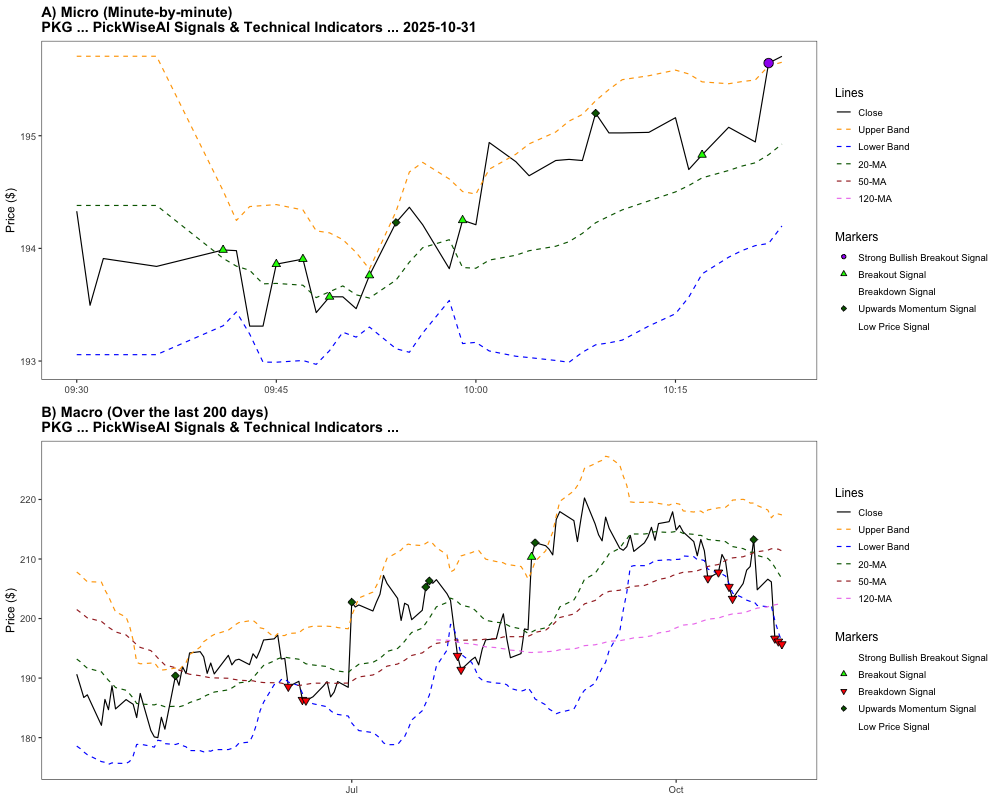 A) Micro (Minute-by-minute)
PKG ... PickWiseAI Signals & Technical Indicators ... 2025-10-31
Price ($)
195
194
193
09:30
09:45
10:00
10:15
Lines
Close
Upper Band
Lower Band
20-MA
50-MA
120-MA
Markers
Strong Bullish Breakout Signal
Breakout Signal
Breakdown Signal
Upwards Momentum Signal
Low Price Signal
B) Macro (Over the last 200 days)
PKG ... PickWiseAI Signals & Technical Indicators ...
Price ($)
220
210
200
190
180
Jul
Oct
Lines
Close
Upper Band
Lower Band
20-MA
50-MA
120-MA
Markers
Strong Bullish Breakout Signal
Breakout Signal
Breakdown Signal
Upwards Momentum Signal
Low Price Signal